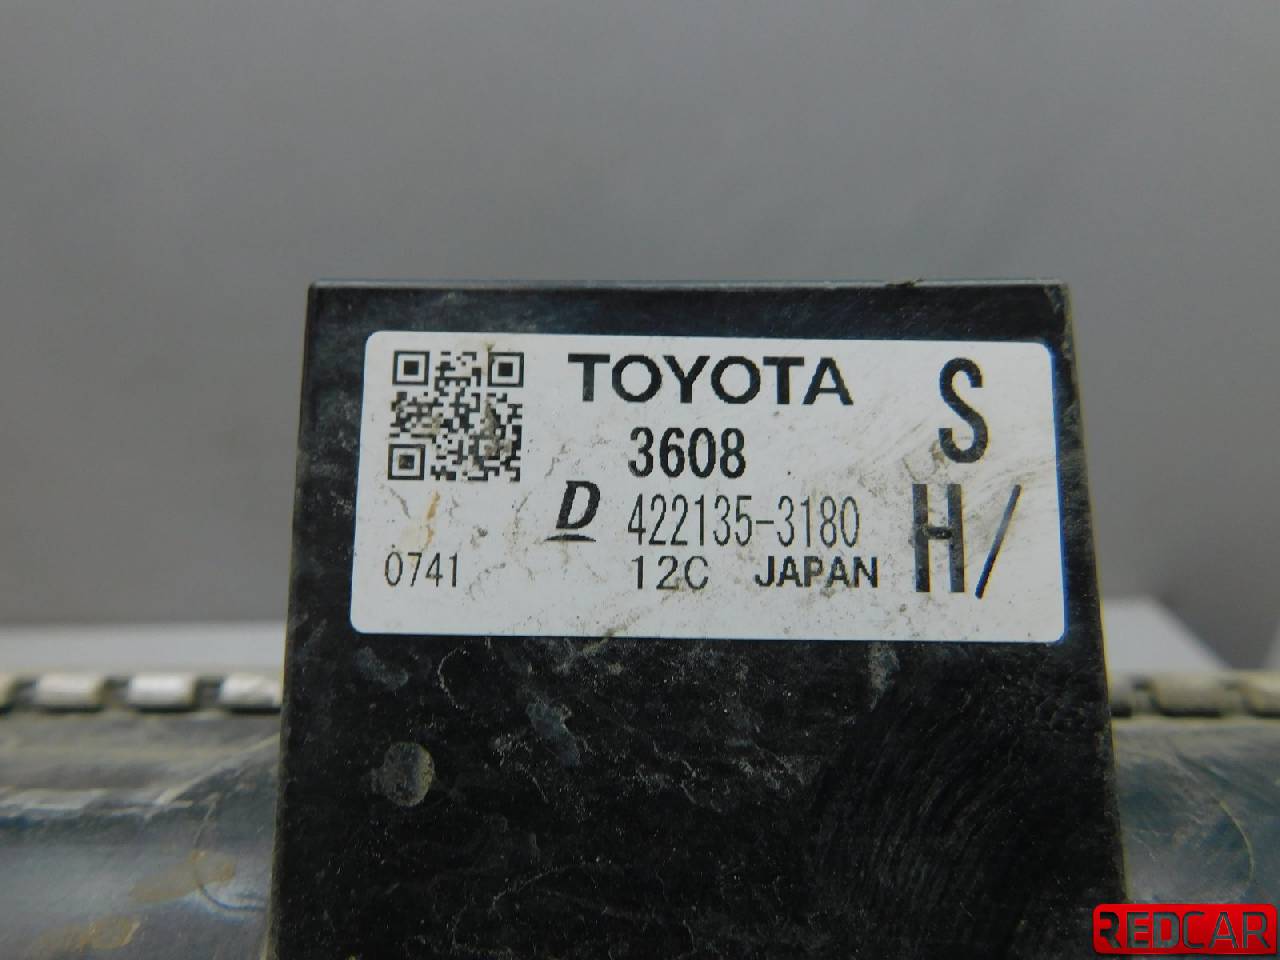 TOYOTA
S
3608
D 422135-3180
H/
0741
12C JAPAN
REDCAR